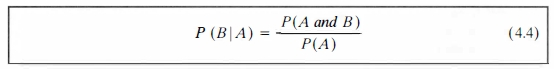 P (B|A) = P(A and B) / P(A) (4.4)